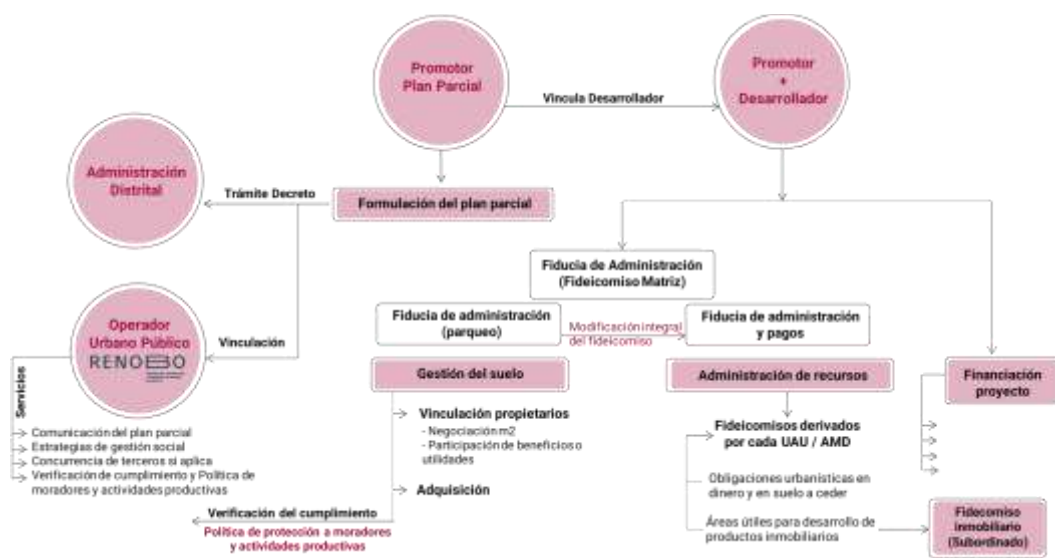 Promotor
Plan Parcial
Vincula Desarrollador
Promotor
+
Desarrollador
Administración
Distrital
Trámite Decreto
Formulación del plan parcial
Fiducia de Administración
(Fideicomiso Matriz)
Operador
Urbano Público
RENOBO
Vinculación
Fiducia de administración
(parqueo)
Modificación integral
del fideicomiso
Fiducia de administración
y pagos
Gestión del suelo
Administración de recursos
Financiación
proyecto
Servicios
Comunicación del plan parcial
Estrategias de gestión social
Concurrencia de terceros si aplica
Verificación de cumplimiento y Política de
moradores y actividades productivas
Vinculación propietarios
- Negociación m2
- Participación de beneficios o
utilidades
Adquisición
Verificación del cumplimiento
Política de protección a moradores
y actividades productivas
Fideicomisos derivados
por cada UAU / AMD
Obligaciones urbanísticas en
dinero y en suelo a ceder
Áreas útiles para desarrollo de
productos inmobiliarios
Fidecomiso
inmobiliario
(Subordinado)